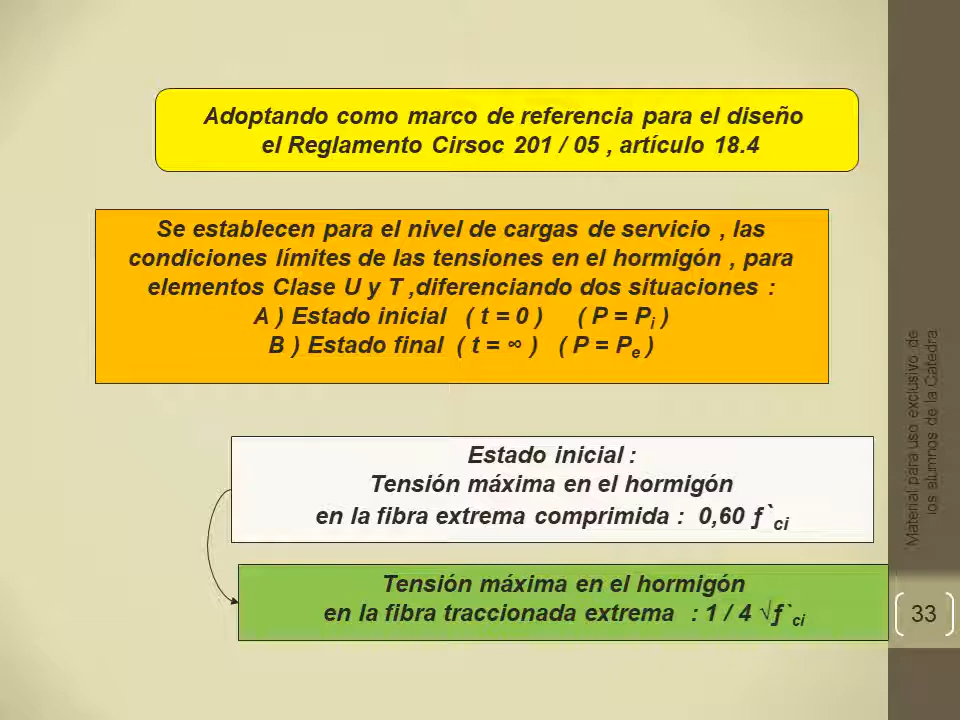 Adoptando como marco de referencia para el diseño
el Reglamento Cirsoc 201 / 05 , artículo 18.4
Se establecen para el nivel de cargas de servicio , las
condiciones límites de las tensiones en el hormigón , para
elementos Clase U y T ,diferenciando dos situaciones :
A ) Estado inicial ( t = 0 ) ( P = Pi )
B ) Estado final ( t = ∞ ) ( P = Pe )
Estado inicial :
Tensión máxima en el hormigón
en la fibra extrema comprimida : 0,60 ƒ`ci
Tensión máxima en el hormigón
en la fibra traccionada extrema : 1 / 4 √ƒ`ci
Material para uso exclusivo de
los alumnos de la Catedra
33